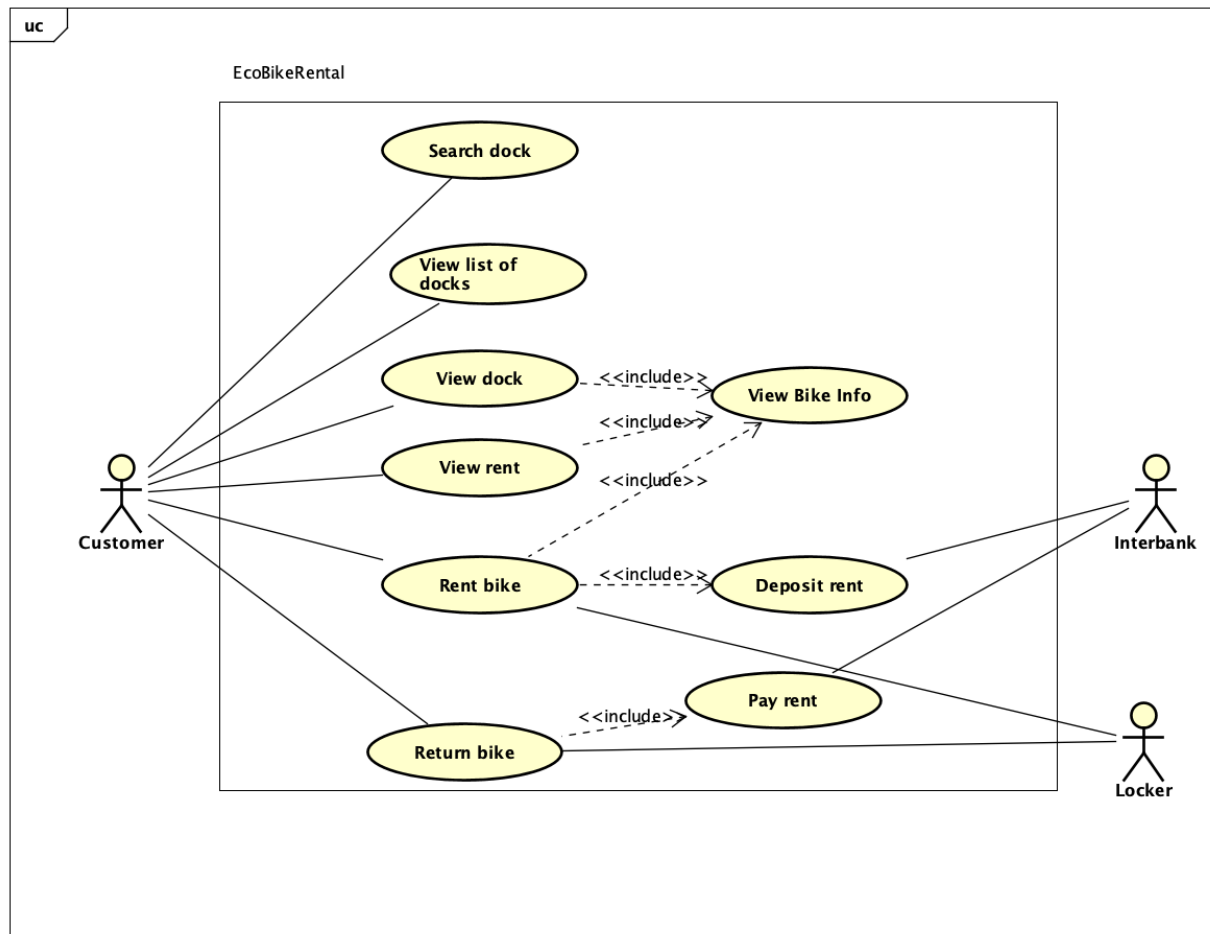 uc
EcoBikeRental
Search dock
View list of
docks
View dock
<<include>>
View Bike Info
<<include>>
View rent
<<include>>
Customer
Interbank
Rent bike
<<include>>
Deposit rent
Pay rent
<<include>>
Return bike
Locker